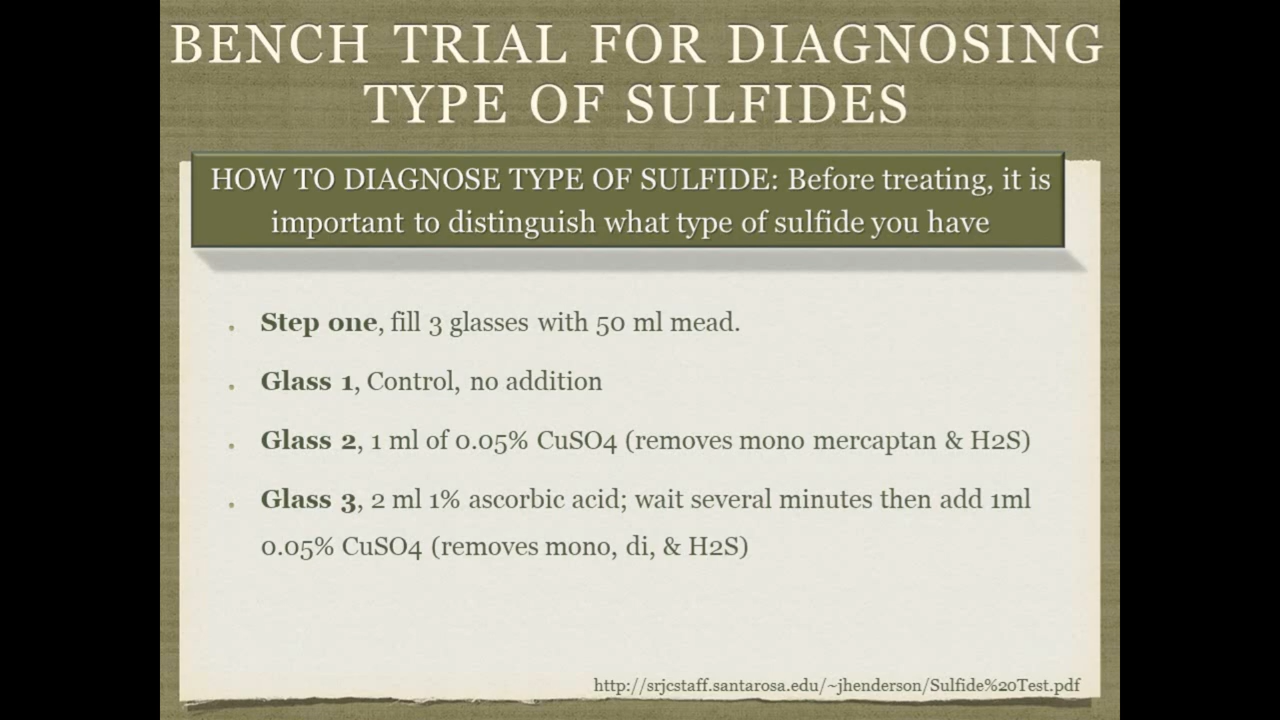 BENCH TRIAL FOR DIAGNOSING
TYPE OF SULFIDES
HOW TO DIAGNOSE TYPE OF SULFIDE: Before treating, it is
important to distinguish what type of sulfide you have
. Step one, fill 3 glasses with 50 ml mead.
. Glass 1, Control, no addition
. Glass 2, 1 ml of 0.05% CuSO4 (removes mono mercaptan & H2S)
. Glass 3, 2 ml 1% ascorbic acid; wait several minutes then add 1ml
0.05% CuSO4 (removes mono, di, & H2S)
http://srjcstaff.santarosa.edu/~jhenderson/Sulfide%20Test.pdf